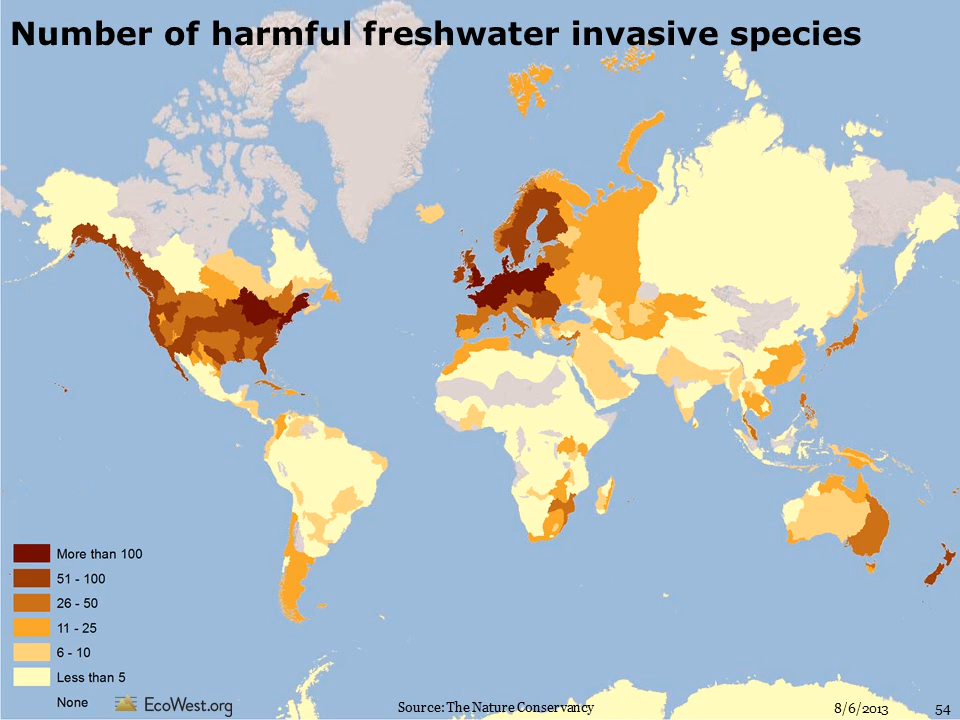 Number of harmful freshwater invasive species
More than 100
51 - 100
26 - 50
11 - 25
6 - 10
Less than 5
None
EcoWest.org
Source: The Nature Conservancy
8/6/2013
54